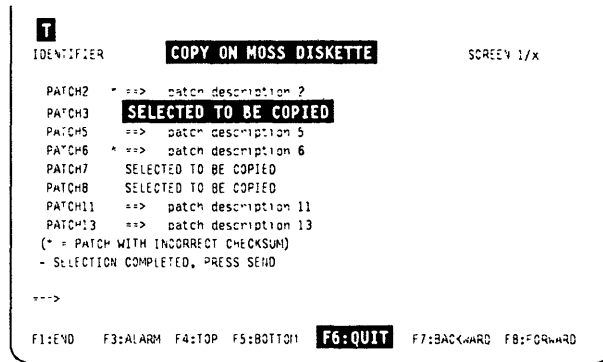 T
IDENTIFIER COPY ON MOSS DISKETTE SCREEN 1/x
PATCH2 * ==> patch description 2
PATCH3 SELECTED TO BE COPIED
PATCH5 ==> patch description 5
PATCH6 * ==> patch description 6
PATCH7 SELECTED TO BE COPIED
PATCH8 SELECTED TO BE COPIED
PATCH11 ==> patch description 11
PATCH13 ==> patch description 13
(* = PATCH WITH INCORRECT CHECKSUM)
- SELECTION COMPLETED, PRESS SEND
===>
F1:END F3:ALARM F4:TOP F5:BOTTOM F6:QUIT F7:BACKWARD F8:FORWARD